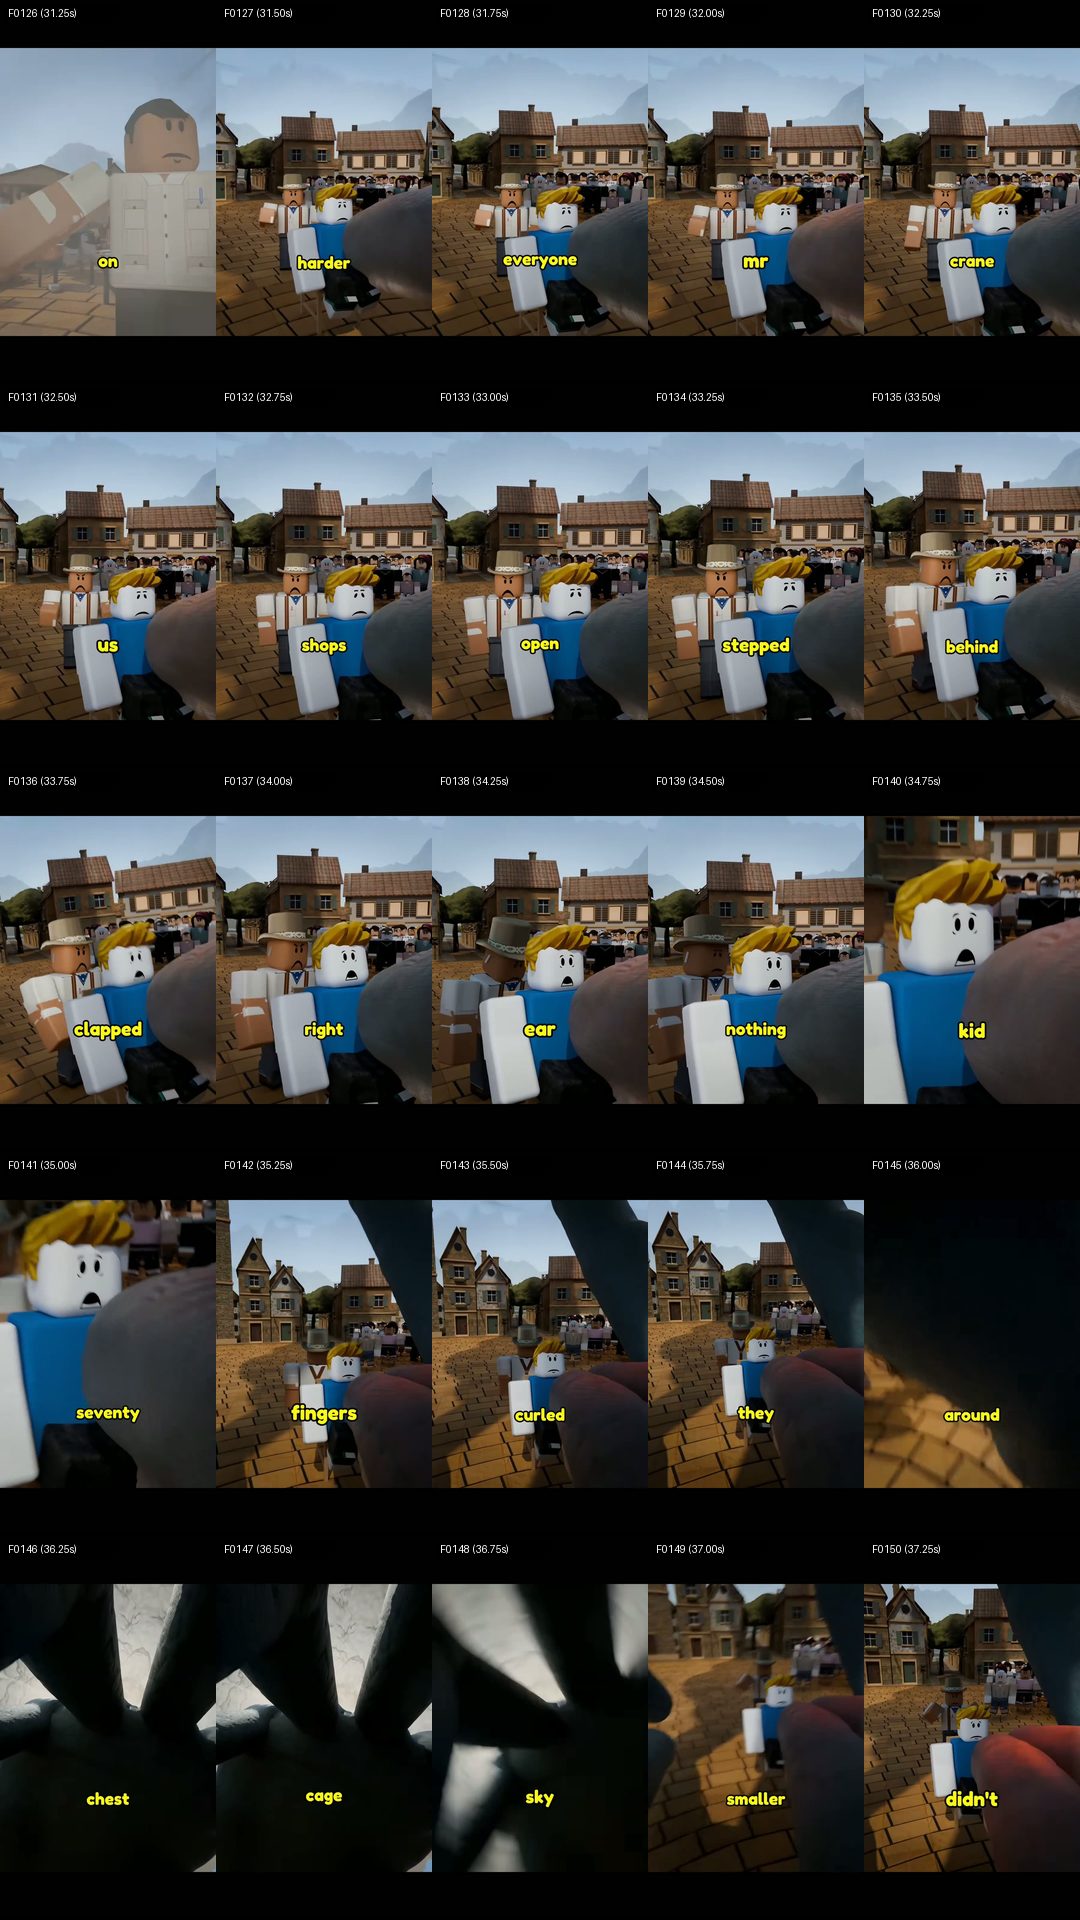 F0126 (31.25s)
F0127 (31.50s)
F0128 (31.75s)
F0129 (32.00s)
F0130 (32.25s)
on
harder
everyone
mr
crane
F0131 (32.50s)
F0132 (32.75s)
F0133 (33.00s)
F0134 (33.25s)
F0135 (33.50s)
us
shops
open
stepped
behind
F0136 (33.75s)
F0137 (34.00s)
F0138 (34.25s)
F0139 (34.50s)
F0140 (34.75s)
clapped
right
ear
nothing
kid
F0141 (35.00s)
F0142 (35.25s)
F0143 (35.50s)
F0144 (35.75s)
F0145 (36.00s)
seventy
fingers
curled
they
around
F0146 (36.25s)
F0147 (36.50s)
F0148 (36.75s)
F0149 (37.00s)
F0150 (37.25s)
chest
cage
sky
smaller
didn't